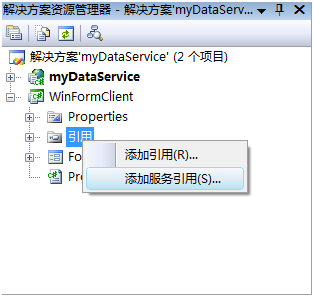 解决方案资源管理器 - 解决方案'myDataServ...
解决方案'myDataService' (2 个项目)
myDataService
WinFormClient
Properties
引用
添加引用(R)...
Fo
添加服务引用(S)...
Pr